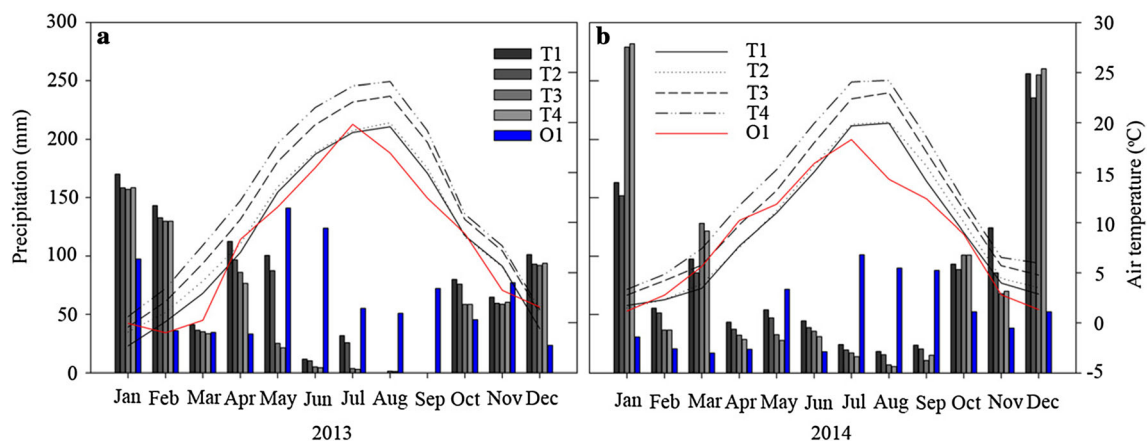 Precipitation (mm)
300
250
200
150
100
50
0
a
T1
T2
T3
T4
O1
Jan Feb Mar Apr May Jun Jul Aug Sep Oct Nov Dec
2013
b
T1
T2
T3
T4
O1
Jan Feb Mar Apr May Jun Jul Aug Sep Oct Nov Dec
2014
30
25
20
15
10
5
0
-5
Air temperature (ºC)